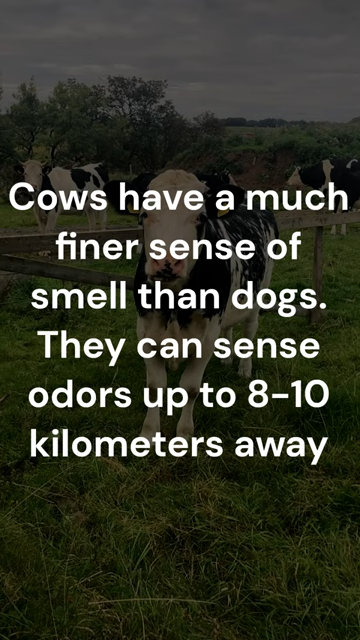 Cows have a much
finer sense of
smell than dogs.
They can sense
odors up to 8-10
kilometers away